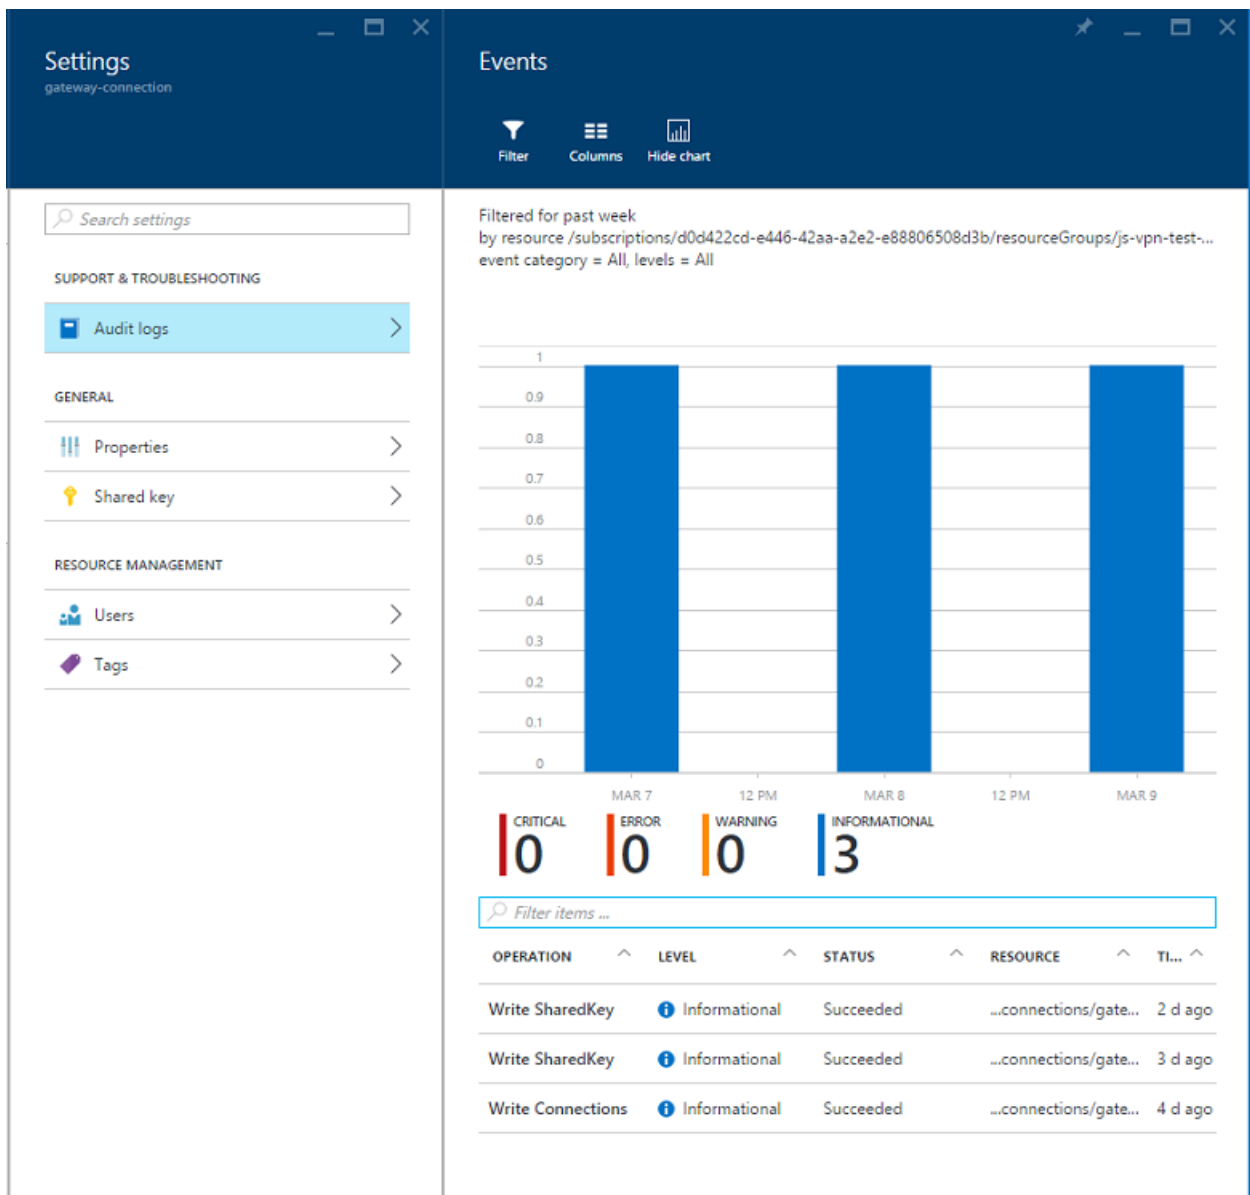 Settings
gateway-connection
Search settings
SUPPORT & TROUBLESHOOTING
Audit logs
GENERAL
Properties
Shared key
RESOURCE MANAGEMENT
Users
Tags
Events
Filter Columns Hide chart
Filtered for past week
by resource /subscriptions/d0d422cd-e446-42aa-a2e2-e88806508d3b/resourceGroups/js-vpn-test-...
event category = All, levels = All
1
0.9
0.8
0.7
0.6
0.5
0.4
0.3
0.2
0.1
0
MAR 7 12 PM MAR 8 12 PM MAR 9
CRITICAL ERROR WARNING INFORMATIONAL
0 0 0 3
Filter items ...
OPERATION LEVEL STATUS RESOURCE TI...
Write SharedKey Informational Succeeded ...connections/gate... 2 d ago
Write SharedKey Informational Succeeded ...connections/gate... 3 d ago
Write Connections Informational Succeeded ...connections/gate... 4 d ago